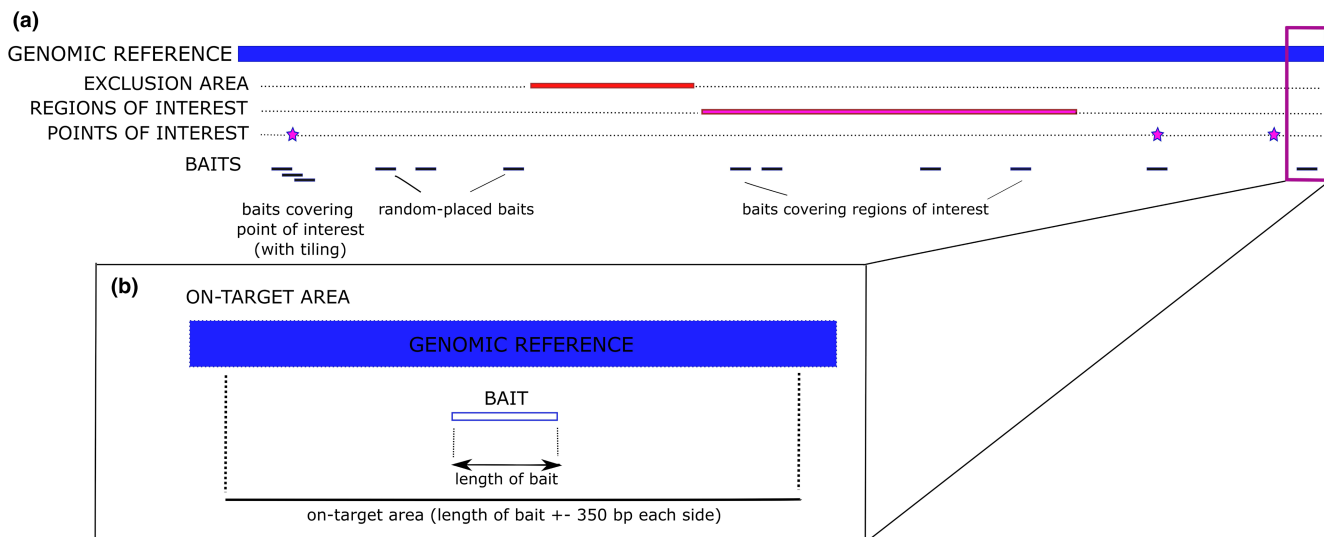 (a)
GENOMIC REFERENCE
EXCLUSION AREA
REGIONS OF INTEREST
POINTS OF INTEREST
BAITS
baits covering
point of interest
(with tiling)
random-placed baits
baits covering regions of interest
(b)
ON-TARGET AREA
GENOMIC REFERENCE
BAIT
length of bait
on-target area (length of bait +- 350 bp each side)